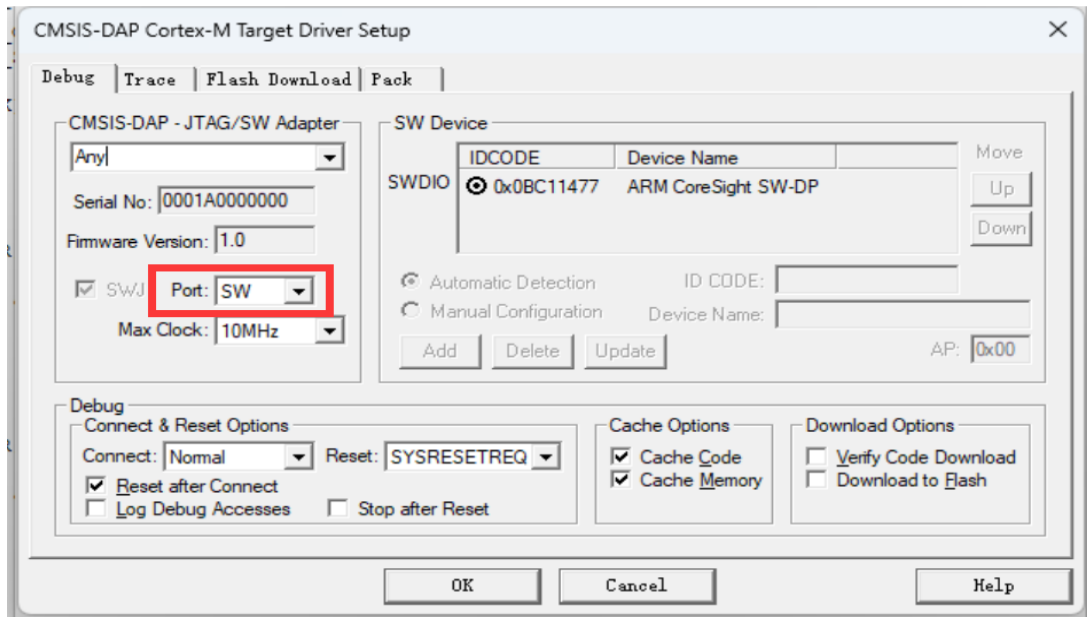 CMSIS-DAP Cortex-M Target Driver Setup
Debug Trace Flash Download Pack
CMSIS-DAP - JTAG/SW Adapter
Any
Serial No: 0001A0000000
Firmware Version: 1.0
SWJ Port: SW
Max Clock: 10MHz
SW Device
IDCODE Device Name Move
SWDIO 0x0BC11477 ARM CoreSight SW-DP Up
Down
Automatic Detection ID CODE:
Manual Configuration Device Name:
Add Delete Update AP: 0x00
Debug
Connect & Reset Options
Connect: Normal Reset: SYSRESETREQ
Reset after Connect
Log Debug Accesses Stop after Reset
Cache Options
Cache Code
Cache Memory
Download Options
Verify Code Download
Download to Flash
OK Cancel Help